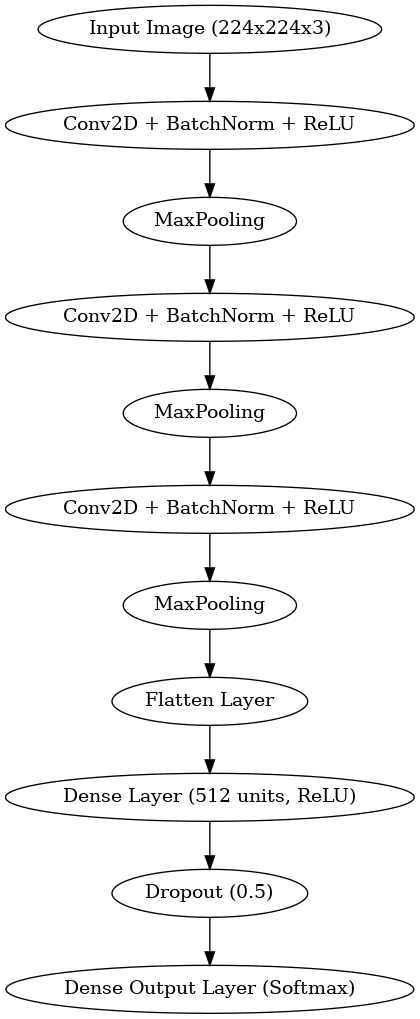 Input Image (224x224x3)
Conv2D + BatchNorm + ReLU
MaxPooling
Conv2D + BatchNorm + ReLU
MaxPooling
Conv2D + BatchNorm + ReLU
MaxPooling
Flatten Layer
Dense Layer (512 units, ReLU)
Dropout (0.5)
Dense Output Layer (Softmax)